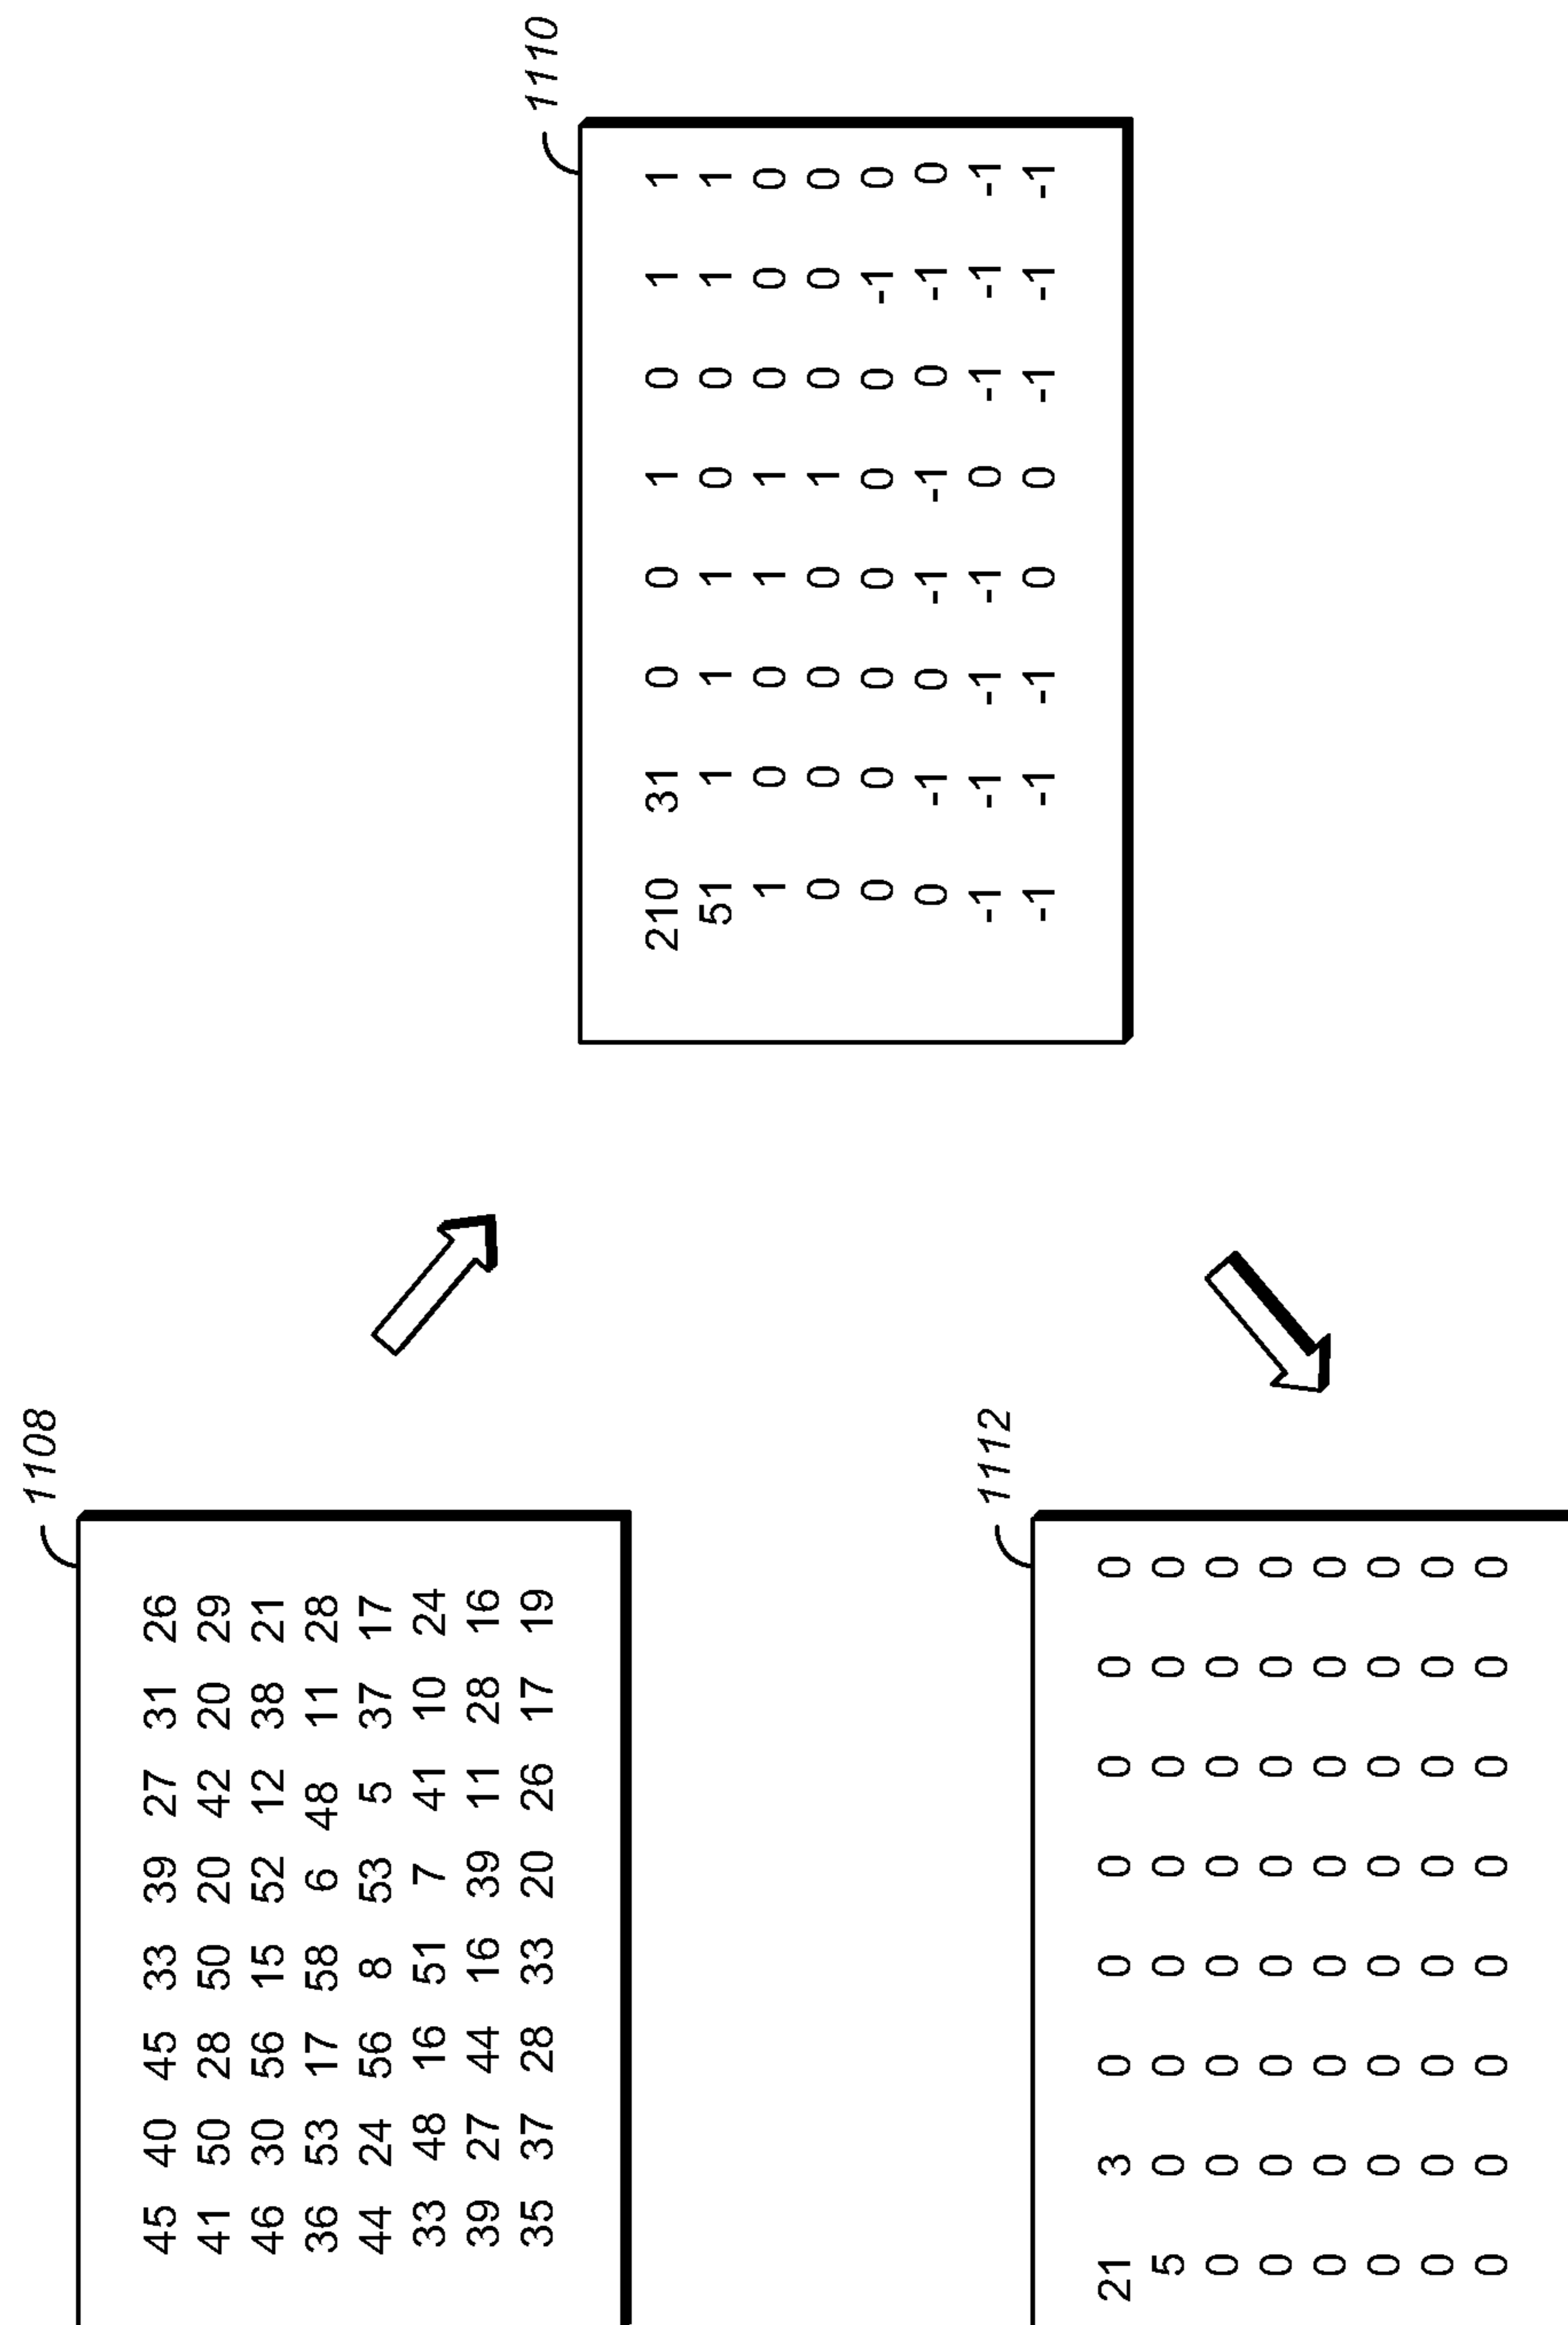 1108
45 40 45 33 39 27 31 26
41 50 28 50 20 42 20 29
46 30 56 15 52 12 38 21
36 53 17 58 6 48 11 28
44 24 56 8 53 5 37 17
33 48 16 51 7 41 10 24
39 27 44 16 39 11 28 16
35 37 28 33 20 26 17 19
1110
210 31 0 0 1 0 1 1
51 1 1 1 0 0 1 1
1 0 0 1 1 0 0 0
0 0 0 0 1 0 0 0
0 0 0 0 0 0 -1 0
0 -1 0 -1 -1 0 -1 0
-1 -1 -1 -1 0 -1 -1 -1
-1 -1 -1 0 0 -1 -1 -1
1112
21 3 0 0 0 0 0 0
5 0 0 0 0 0 0 0
0 0 0 0 0 0 0 0
0 0 0 0 0 0 0 0
0 0 0 0 0 0 0 0
0 0 0 0 0 0 0 0
0 0 0 0 0 0 0 0
0 0 0 0 0 0 0 0